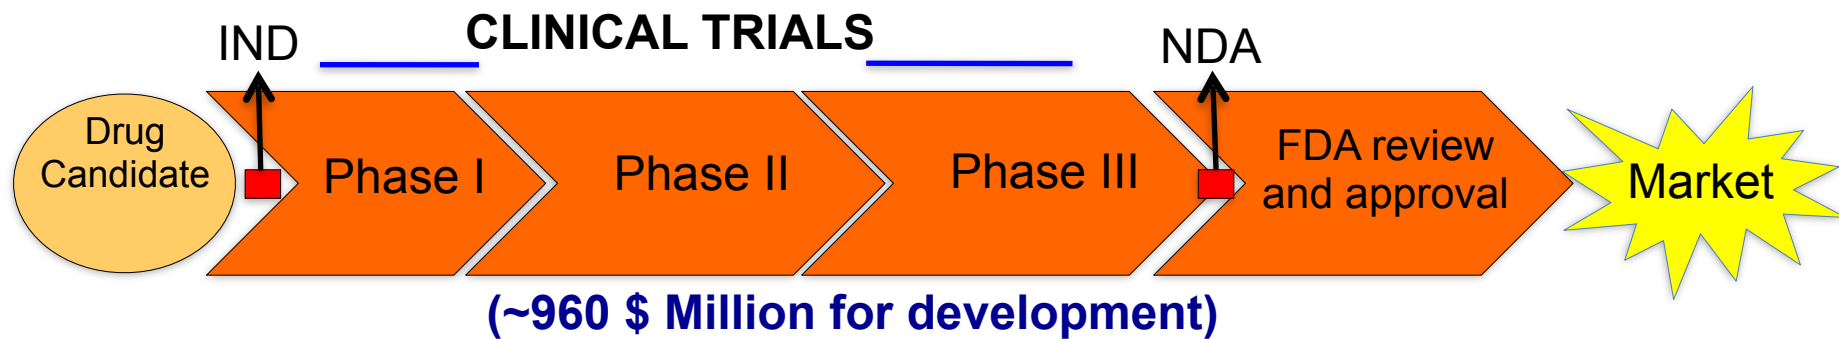 IND
CLINICAL TRIALS
NDA
Drug
Candidate
Phase I
Phase II
Phase III
FDA review
and approval
Market
(~960 $ Million for development)